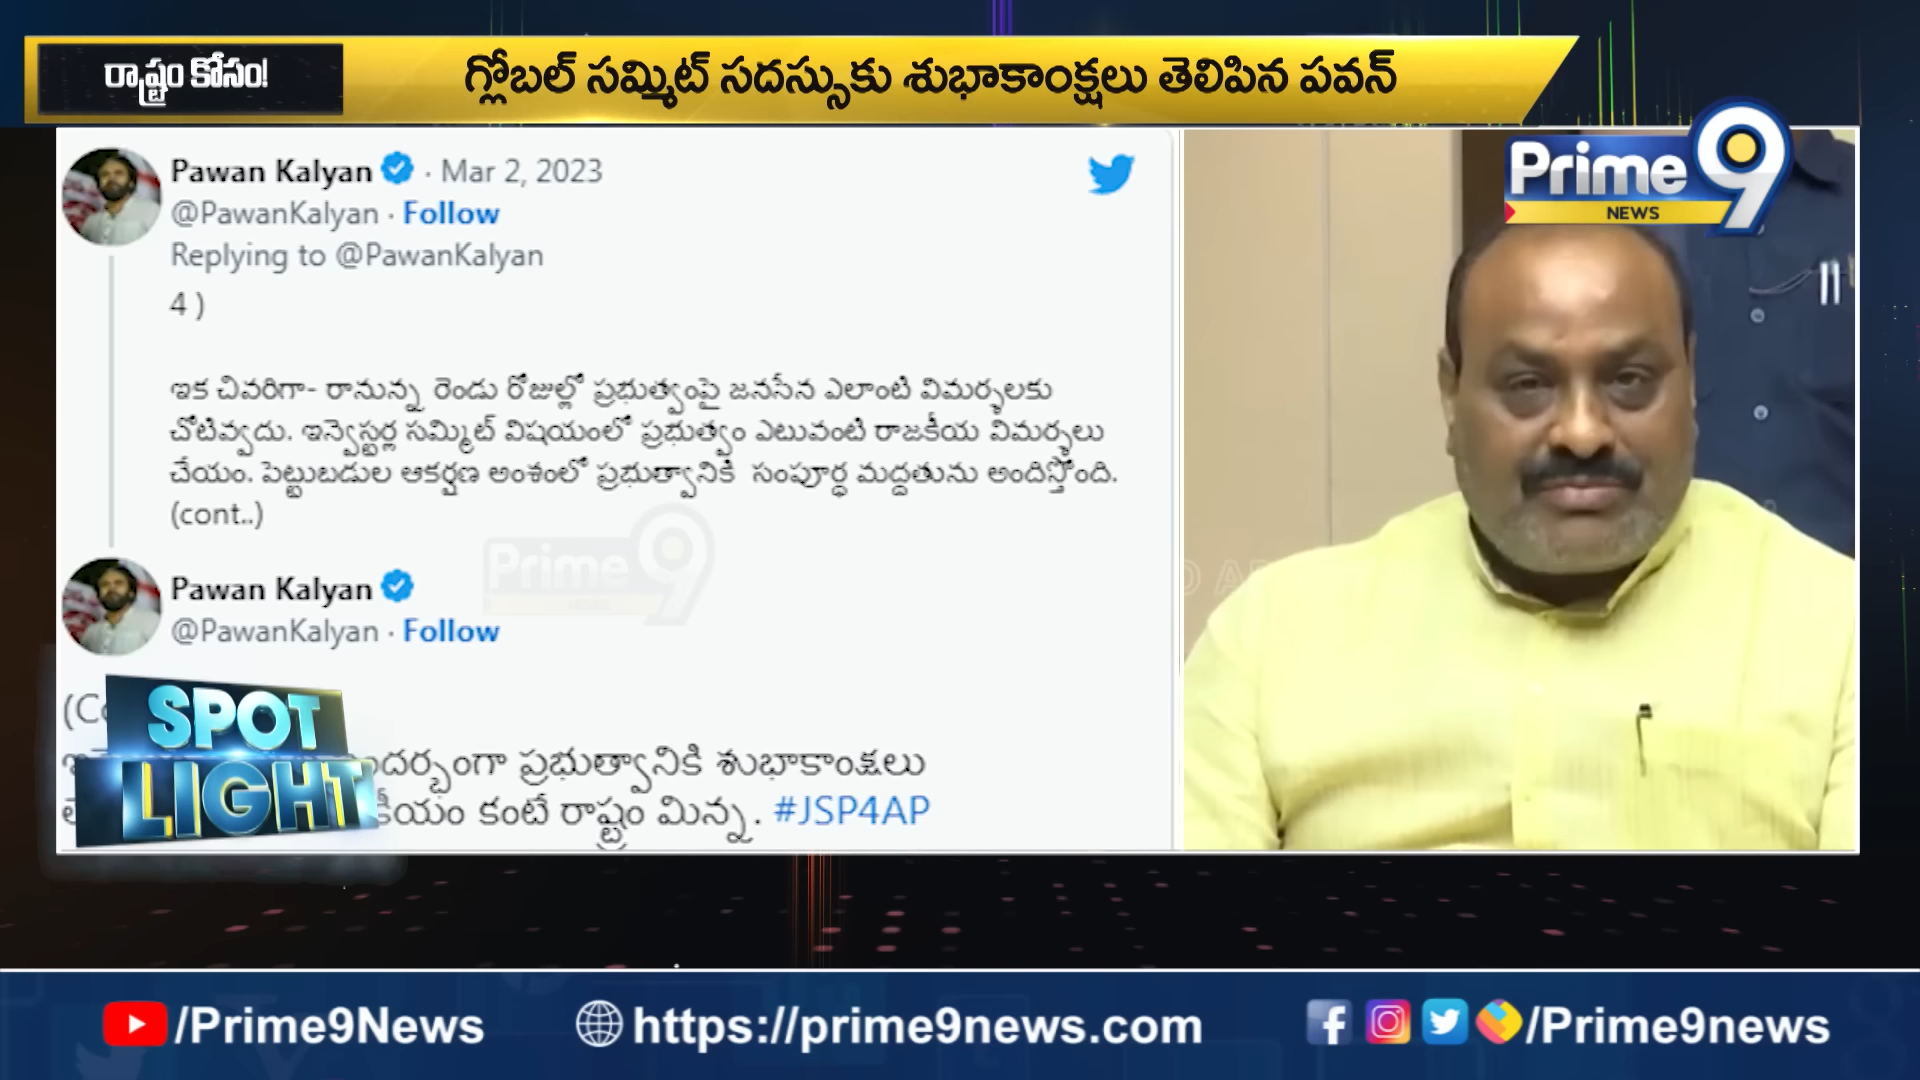 రాష్ట్రం కోసం!
గ్లోబల్ సమ్మిట్ సదస్సుకు శుభాకాంక్షలు తెలిపిన పవన్
Prime9
NEWS
Pawan Kalyan · Mar 2, 2023
@PawanKalyan · Follow
Replying to @PawanKalyan
4 )
ఇక చివరిగా- రానున్న రెండు రోజుల్లో ప్రభుత్వంపై జనసేన ఎలాంటి విమర్శలకు
చోటివ్వదు. ఇన్వెస్టర్ల సమ్మిట్ విషయంలో ప్రభుత్వం ఎటువంటి రాజకీయ విమర్శలు
చేయం. పెట్టుబడుల ఆకర్షణ అంశంలో ప్రభుత్వానికి సంపూర్ధ మద్దతును అందిస్తోంది.
(cont..)
Prime9
Pawan Kalyan
@PawanKalyan · Follow
SPOT
LIGHT
ప్రభుత్వానికి శుభాకాంక్షలు
కంటే రాష్ట్రం మిన్న. #JSP4AP
/Prime9News
https://prime9news.com
/Prime9news